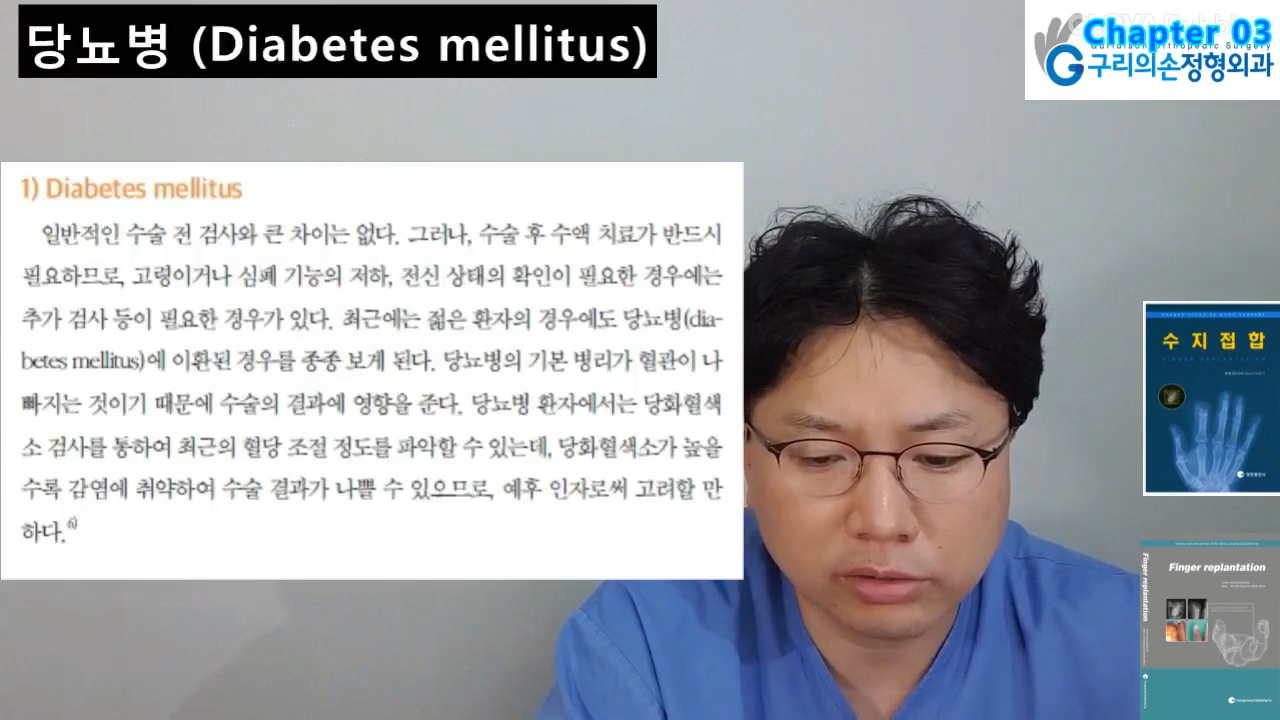 당뇨병 (Diabetes mellitus)
Chapter 03
구리의손정형외과
1) Diabetes mellitus
일반적인 수술 전 검사와 큰 차이는 없다. 그러나, 수술 후 수액 치료가 반드시
필요하므로, 고령이거나 심폐 기능의 저하, 전신 상태의 확인이 필요한 경우에는
추가 검사 등이 필요한 경우가 있다. 최근에는 젊은 환자의 경우에도 당뇨병(dia-
betes mellitus)에 이환된 경우를 종종 보게 된다. 당뇨병의 기본 병리가 혈관이 나
빠지는 것이기 때문에 수술의 결과에 영향을 준다. 당뇨병 환자에서는 당화혈색
소 검사를 통하여 최근의 혈당 조절 정도를 파악할 수 있는데, 당화혈색소가 높을
수록 감염에 취약하여 수술 결과가 나쁠 수 있으므로, 예후 인자로써 고려할 만
하다.6)
수지접합
FINGER REPLANTATION
Finger replantation
Finger replantation